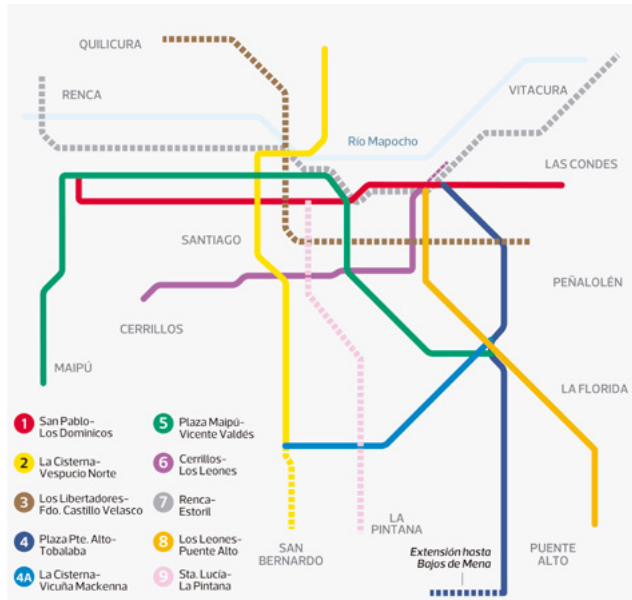 QUILICURA
RENCA
VITACURA
Río Mapocho
LAS CONDES
SANTIAGO
PEÑALOLÉN
CERRILLOS
MAIPÚ
LA FLORIDA
1 San Pablo-
Los Dominicos
2 La Cisterna-
Vespucio Norte
3 Los Libertadores-
Fdo. Castillo Velasco
4 Plaza Pte. Alto-
Tobalaba
4A La Cisterna-
Vicuña Mackenna
5 Plaza Maipú-
Vicente Valdés
6 Cerrillos-
Los Leones
7 Renca-
Estoril
8 Los Leones-
Puente Alto
9 Sta. Lucía-
La Pintana
SAN
BERNARDO
LA
PINTANA
Extensión hasta
Bajos de Mena
PUENTE
ALTO